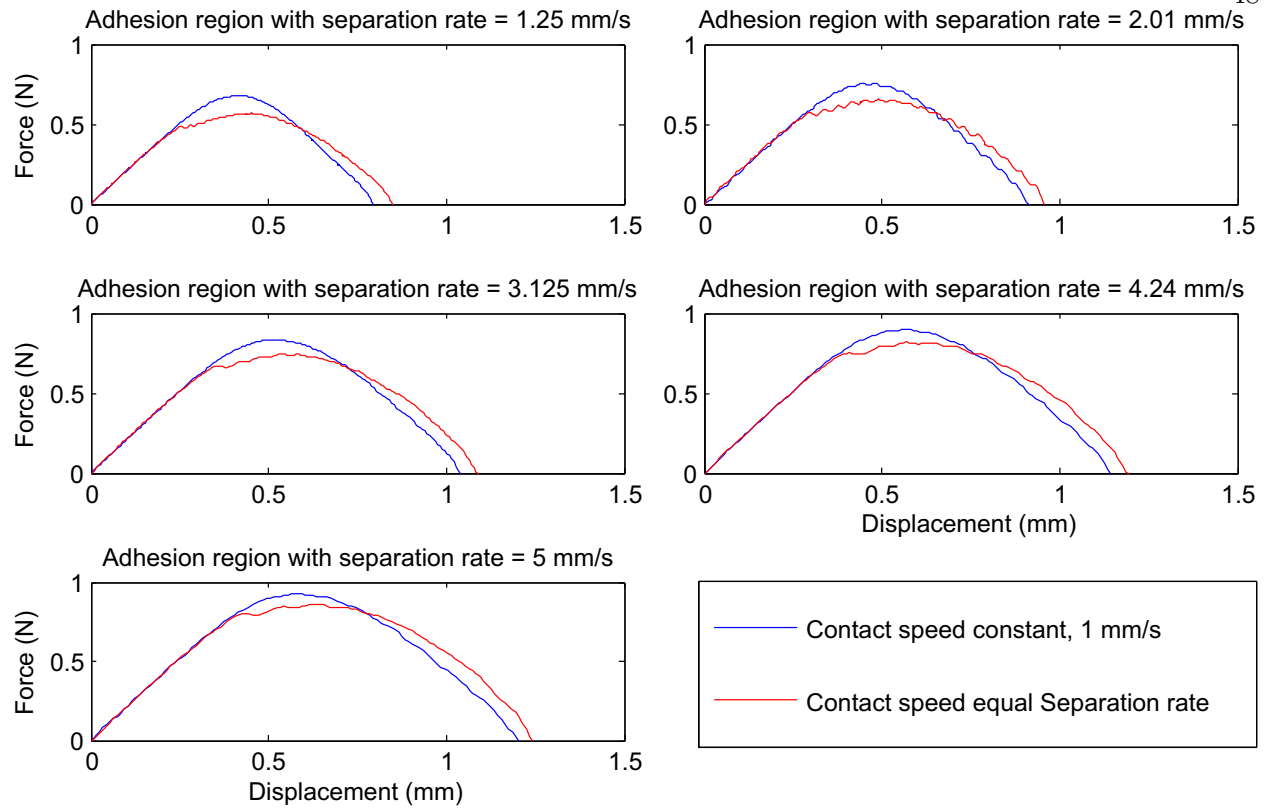 Adhesion region with separation rate = 1.25 mm/s
Force (N)
1
0.5
0
0 0.5 1 1.5
Adhesion region with separation rate = 2.01 mm/s
1
0.5
0
0 0.5 1 1.5
Adhesion region with separation rate = 3.125 mm/s
Force (N)
1
0.5
0
0 0.5 1 1.5
Adhesion region with separation rate = 4.24 mm/s
1
0.5
0
0 0.5 1 1.5
Displacement (mm)
Adhesion region with separation rate = 5 mm/s
Force (N)
1
0.5
0
0 0.5 1 1.5
Displacement (mm)
Contact speed constant, 1 mm/s
Contact speed equal Separation rate